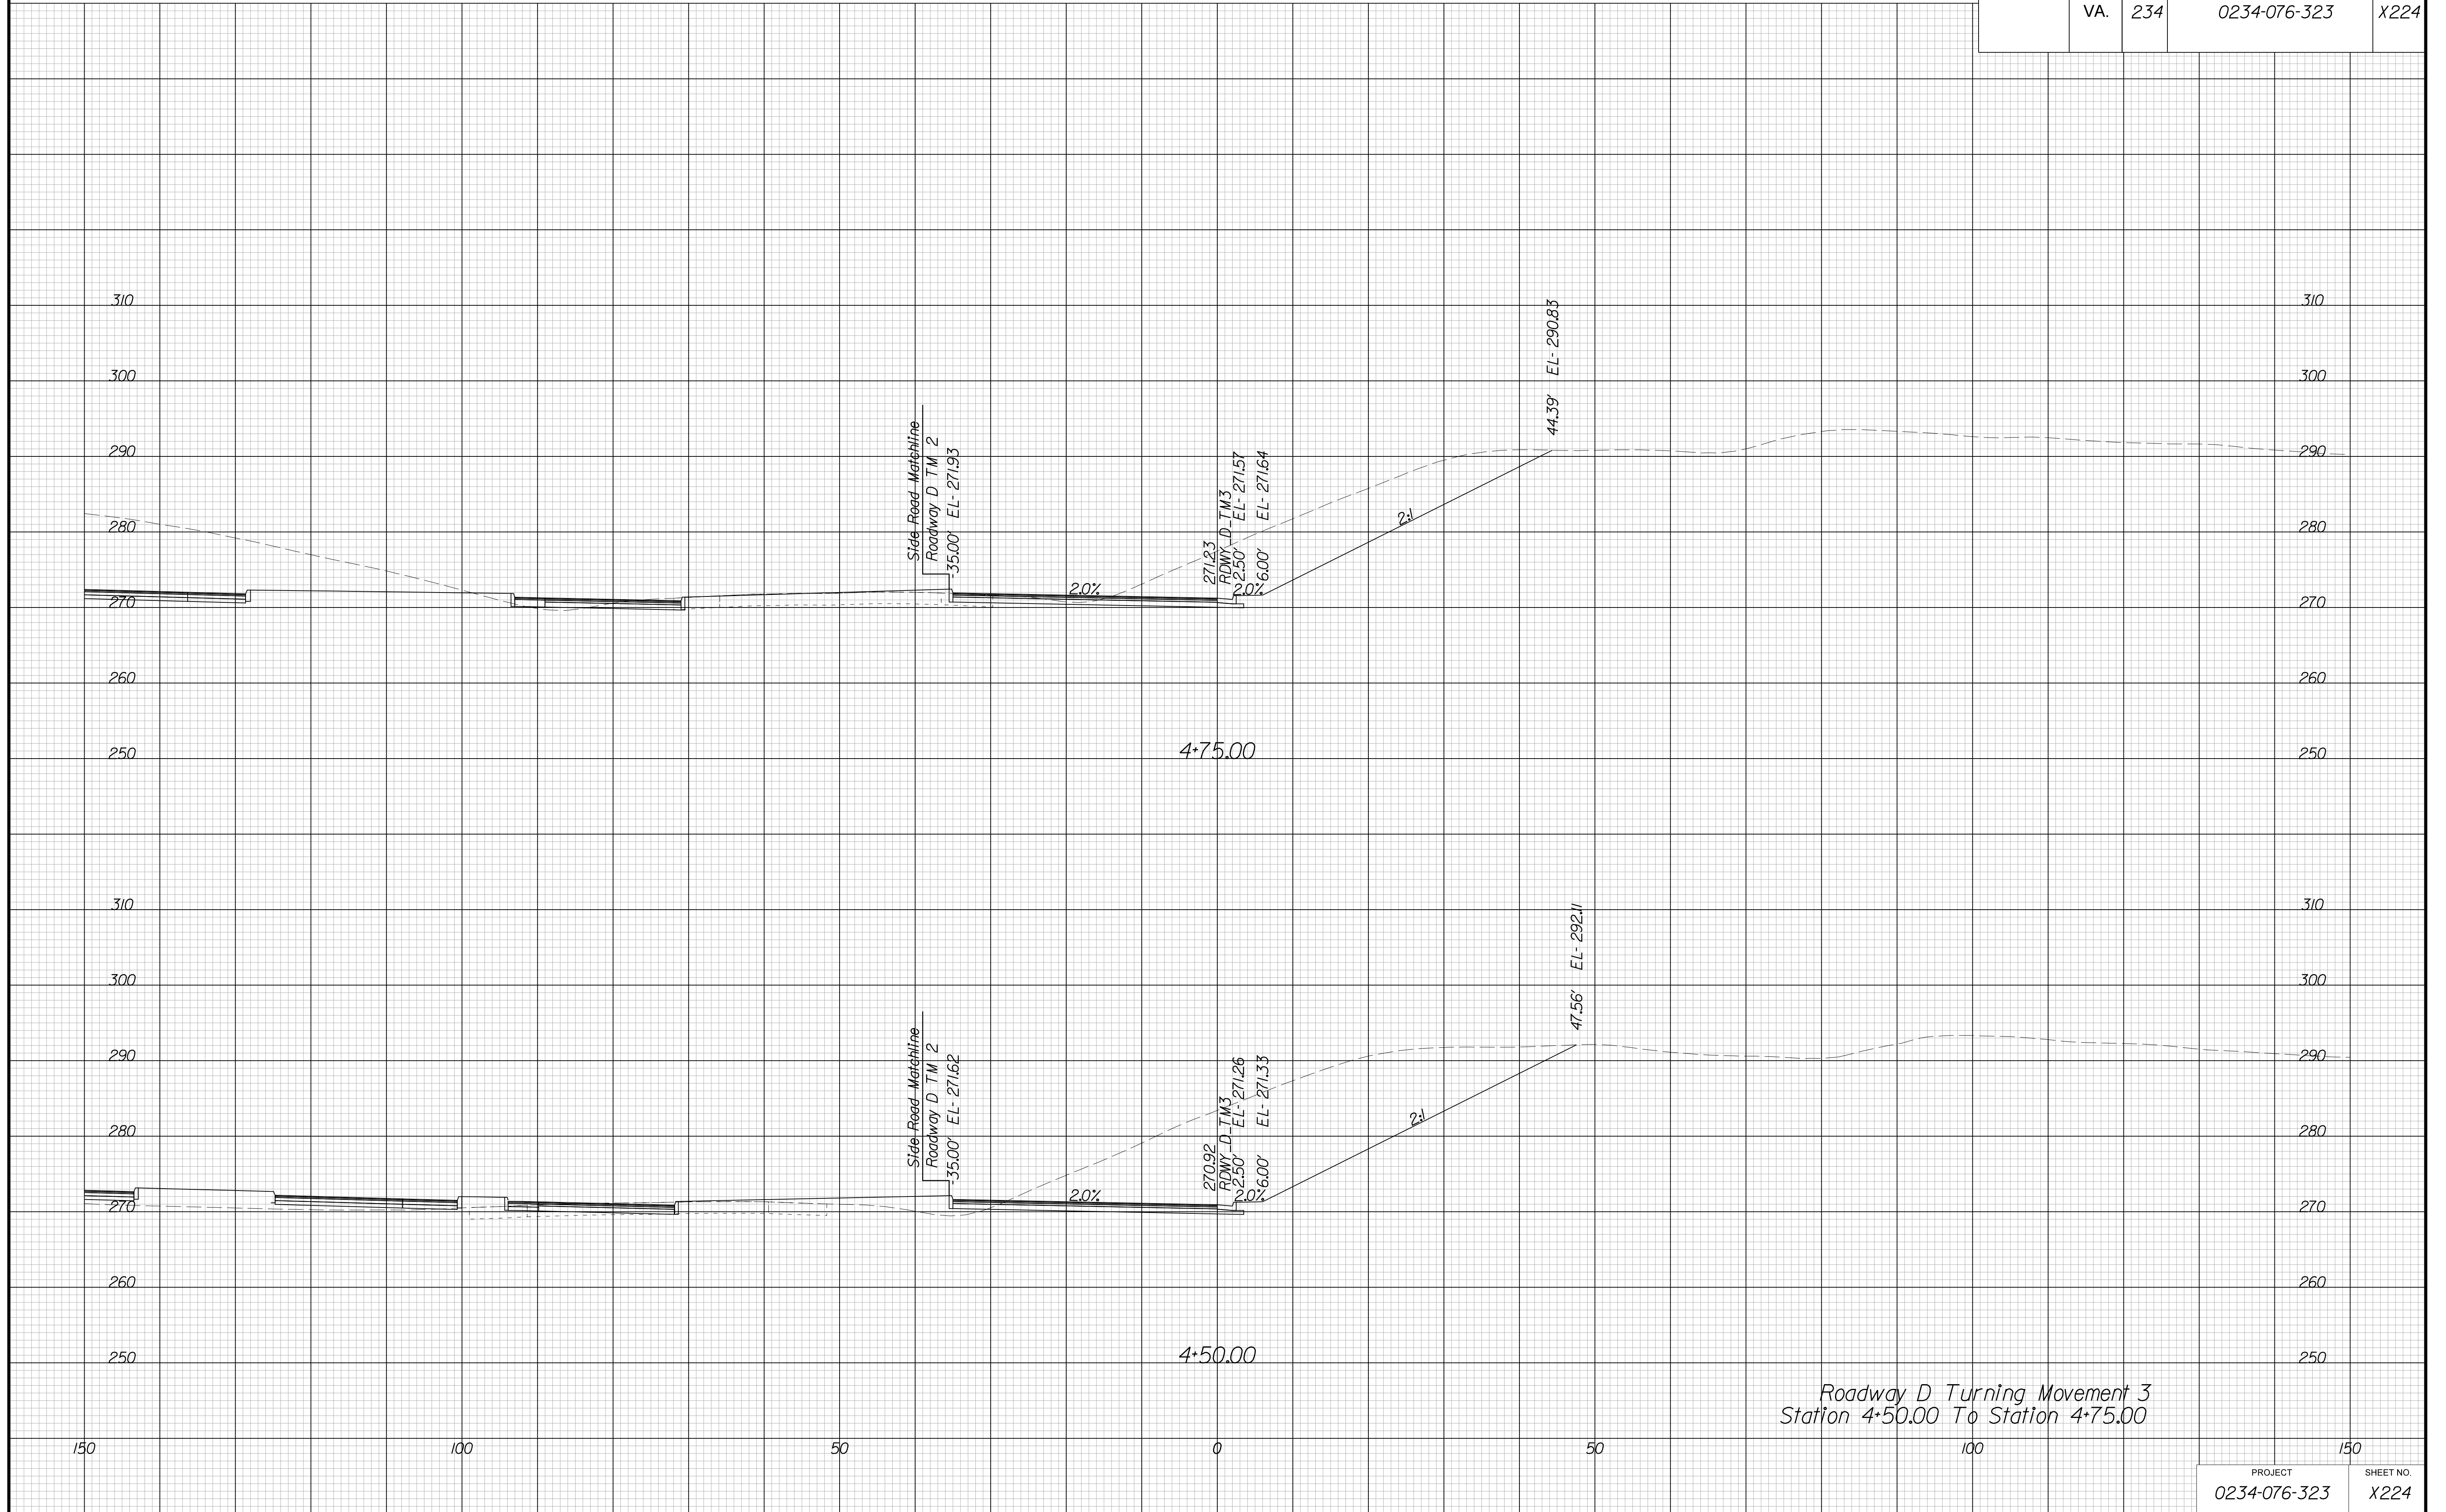 VA. 234 0234-076-323 X224
310 310
44.39' EL- 290.83
300 300
290 290
Side Road Matchline
Roadway D TM 2
-35.00' EL- 271.93
271.23
RDWY_D_TM3
2.50' EL- 271.57
6.00' EL- 271.64
280 280
2:1
2.0% 2.0%
270 270
260 260
250 4+75.00 250
310 310
47.56' EL- 292.11
300 300
290 290
Side Road Matchline
Roadway D TM 2
-35.00' EL- 271.62
270.92
RDWY_D_TM3
2.50' EL- 271.26
6.00' EL- 271.33
280 280
2:1
2.0% 2.0%
270 270
260 260
250 4+50.00 250
Roadway D Turning Movement 3
Station 4+50.00 To Station 4+75.00
150 100 50 0 50 100 150
PROJECT SHEET NO.
0234-076-323 X224